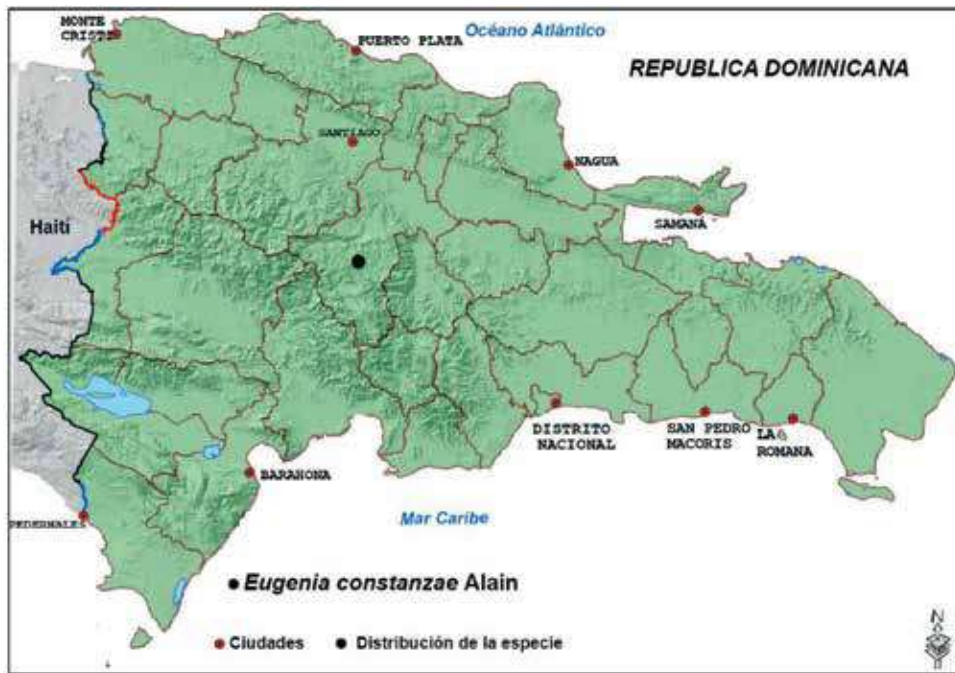 MONTE
CRISTI
PUERTO PLATA
Océano Atlántico
REPUBLICA DOMINICANA
SANTIAGO
NAGUA
SAMANÁ
Haití
DISTRITO
NACIONAL
SAN PEDRO
MACORIS
LA
ROMANA
BARAHONA
PEDERNALES
Mar Caribe
Eugenia constanzae Alain
Ciudades
Distribución de la especie
N